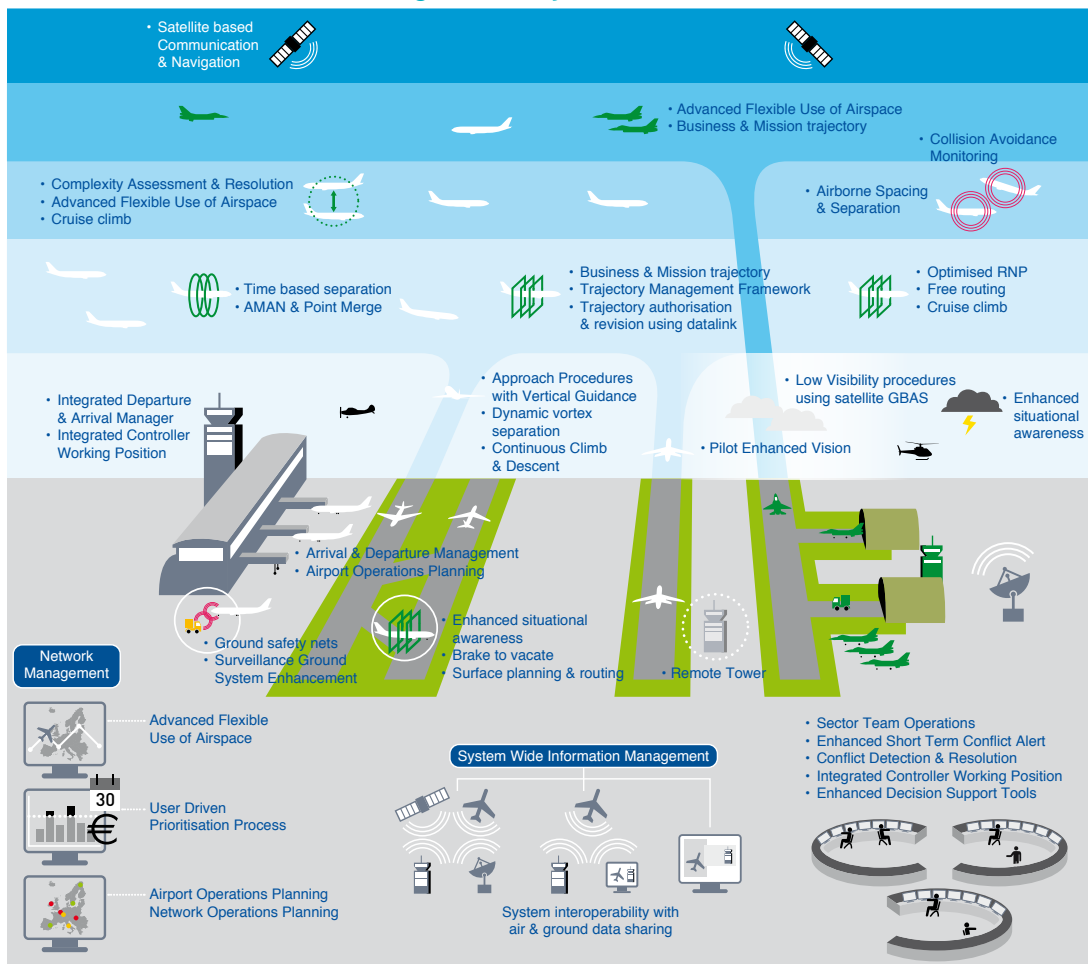 • Satellite based
Communication
& Navigation
• Advanced Flexible Use of Airspace
• Business & Mission trajectory
• Collision Avoidance
Monitoring
• Complexity Assessment & Resolution
• Advanced Flexible Use of Airspace
• Cruise climb
• Airborne Spacing
& Separation
• Time based separation
• AMAN & Point Merge
• Business & Mission trajectory
• Trajectory Management Framework
• Trajectory authorisation
& revision using datalink
• Optimised RNP
• Free routing
• Cruise climb
• Integrated Departure
& Arrival Manager
• Integrated Controller
Working Position
• Approach Procedures
with Vertical Guidance
• Dynamic vortex
separation
• Continuous Climb
& Descent
• Low Visibility procedures
using satellite GBAS
• Enhanced
situational
awareness
• Pilot Enhanced Vision
• Arrival & Departure Management
• Airport Operations Planning
• Ground safety nets
• Surveillance Ground
System Enhancement
• Enhanced situational
awareness
• Brake to vacate
• Surface planning & routing
• Remote Tower
Network
Management
Advanced Flexible
Use of Airspace
30
€
User Driven
Prioritisation Process
Airport Operations Planning
Network Operations Planning
System Wide Information Management
System interoperability with
air & ground data sharing
• Sector Team Operations
• Enhanced Short Term Conflict Alert
• Conflict Detection & Resolution
• Integrated Controller Working Position
• Enhanced Decision Support Tools